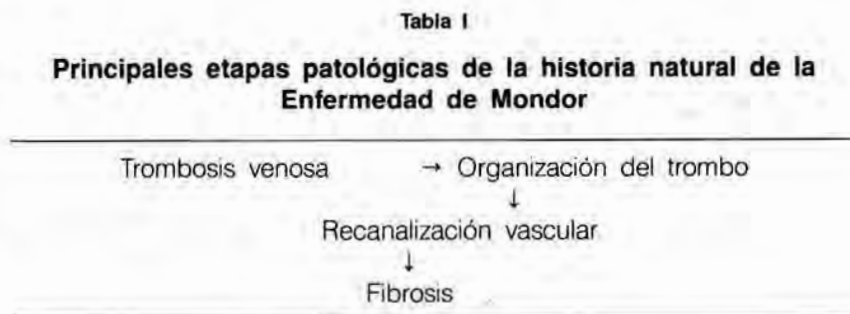 Tabla I
Principales etapas patológicas de la historia natural de la
Enfermedad de Mondor
Trombosis venosa → Organización del trombo
↓
Recanalización vascular
↓
Fibrosis